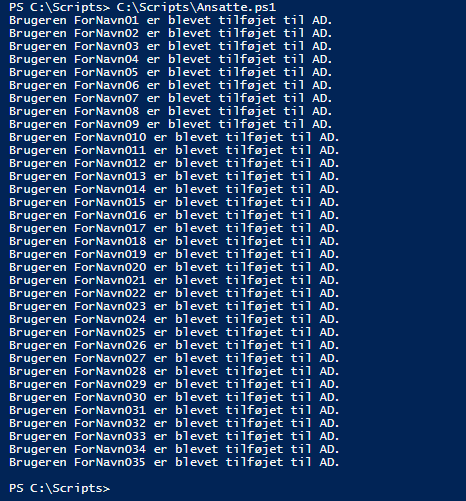 PS C:\Scripts> C:\Scripts\Ansatte.ps1
Brugeren ForNavn01 er blevet tilføjet til AD.
Brugeren ForNavn02 er blevet tilføjet til AD.
Brugeren ForNavn03 er blevet tilføjet til AD.
Brugeren ForNavn04 er blevet tilføjet til AD.
Brugeren ForNavn05 er blevet tilføjet til AD.
Brugeren ForNavn06 er blevet tilføjet til AD.
Brugeren ForNavn07 er blevet tilføjet til AD.
Brugeren ForNavn08 er blevet tilføjet til AD.
Brugeren ForNavn09 er blevet tilføjet til AD.
Brugeren ForNavn010 er blevet tilføjet til AD.
Brugeren ForNavn011 er blevet tilføjet til AD.
Brugeren ForNavn012 er blevet tilføjet til AD.
Brugeren ForNavn013 er blevet tilføjet til AD.
Brugeren ForNavn014 er blevet tilføjet til AD.
Brugeren ForNavn015 er blevet tilføjet til AD.
Brugeren ForNavn016 er blevet tilføjet til AD.
Brugeren ForNavn017 er blevet tilføjet til AD.
Brugeren ForNavn018 er blevet tilføjet til AD.
Brugeren ForNavn019 er blevet tilføjet til AD.
Brugeren ForNavn020 er blevet tilføjet til AD.
Brugeren ForNavn021 er blevet tilføjet til AD.
Brugeren ForNavn022 er blevet tilføjet til AD.
Brugeren ForNavn023 er blevet tilføjet til AD.
Brugeren ForNavn024 er blevet tilføjet til AD.
Brugeren ForNavn025 er blevet tilføjet til AD.
Brugeren ForNavn026 er blevet tilføjet til AD.
Brugeren ForNavn027 er blevet tilføjet til AD.
Brugeren ForNavn028 er blevet tilføjet til AD.
Brugeren ForNavn029 er blevet tilføjet til AD.
Brugeren ForNavn030 er blevet tilføjet til AD.
Brugeren ForNavn031 er blevet tilføjet til AD.
Brugeren ForNavn032 er blevet tilføjet til AD.
Brugeren ForNavn033 er blevet tilføjet til AD.
Brugeren ForNavn034 er blevet tilføjet til AD.
Brugeren ForNavn035 er blevet tilføjet til AD.
PS C:\Scripts>